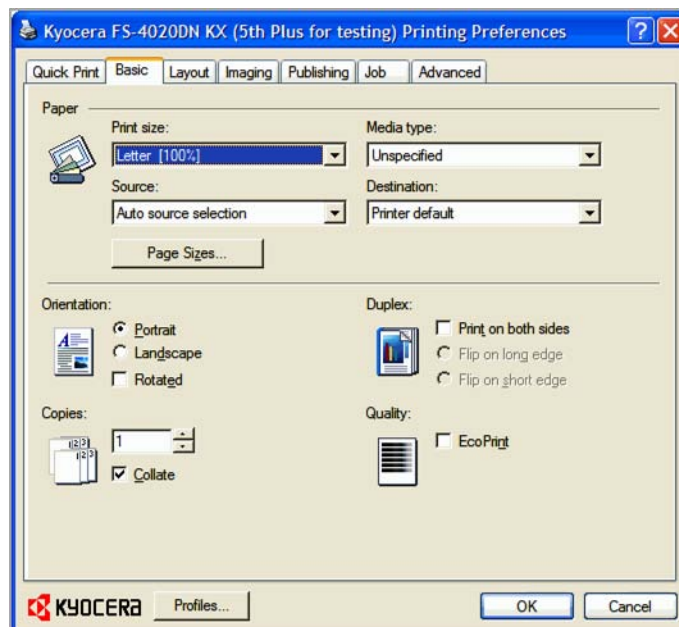 Kyocera FS-4020DN KX (5th Plus for testing) Printing Preferences
Quick Print Basic Layout Imaging Publishing Job Advanced
Paper
Print size: Media type:
Letter [100%] Unspecified
Source: Destination:
Auto source selection Printer default
Page Sizes...
Orientation: Duplex:
Portrait Print on both sides
Landscape Flip on long edge
Rotated Flip on short edge
Copies: Quality:
1 EcoPrint
Collate
KYOCERA Profiles... OK Cancel